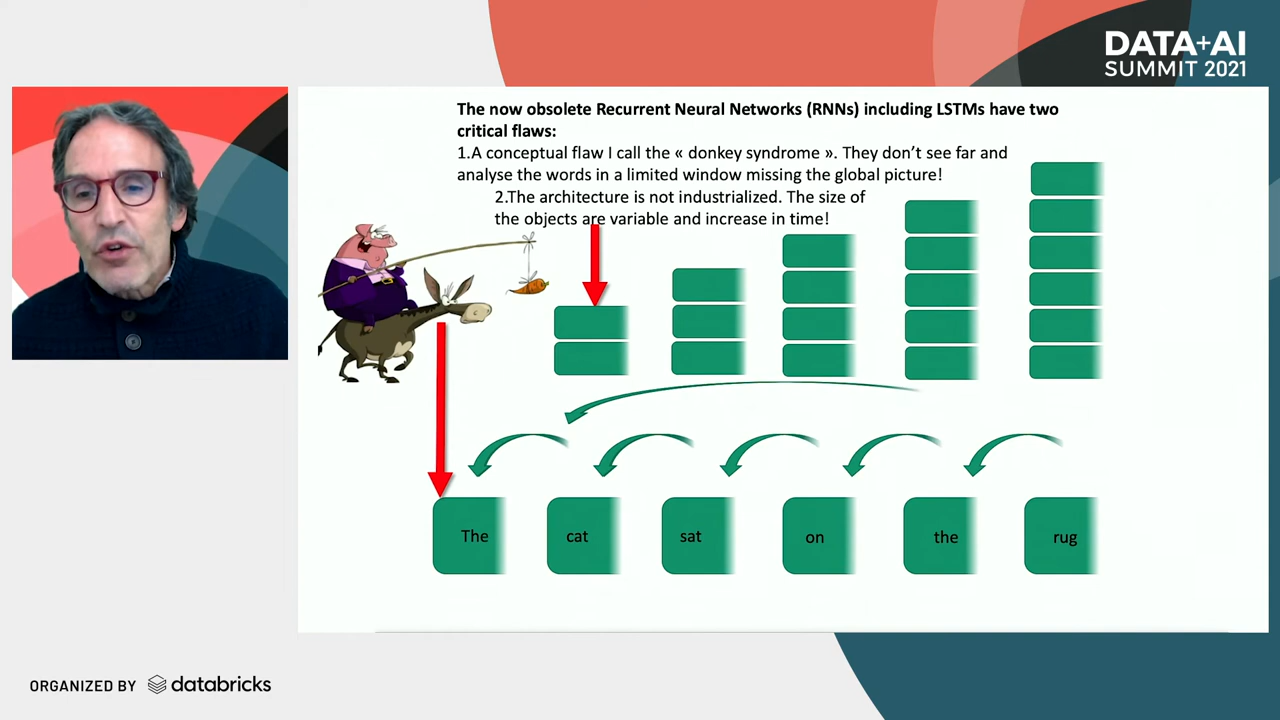 DATA+AI
SUMMIT 2021
The now obsolete Recurrent Neural Networks (RNNs) including LSTMs have two
critical flaws:
1.A conceptual flaw I call the « donkey syndrome ». They don’t see far and
analyse the words in a limited window missing the global picture!
2.The architecture is not industrialized. The size of
the objects are variable and increase in time!
The cat sat on the rug
ORGANIZED BY databricks